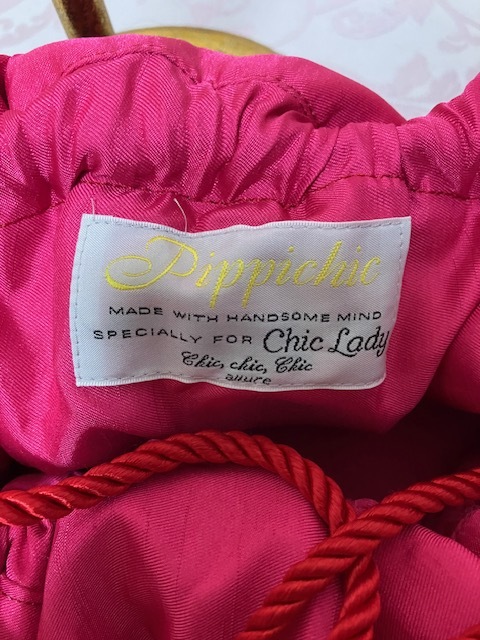 Pippichic
MADE WITH HANDSOME MIND
SPECIALLY FOR Chic Lady
Chic, chic, Chic
allure